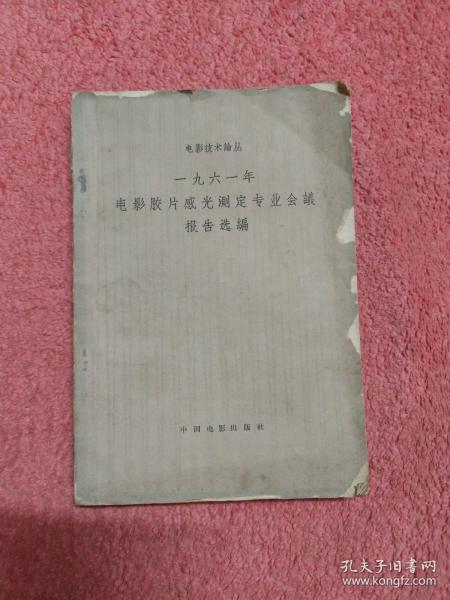 电影技术論丛
一九六一年
电影胶片感光测定专业会議
报告选編
中国电影出版社
孔夫子旧书网
www.kongfz.com